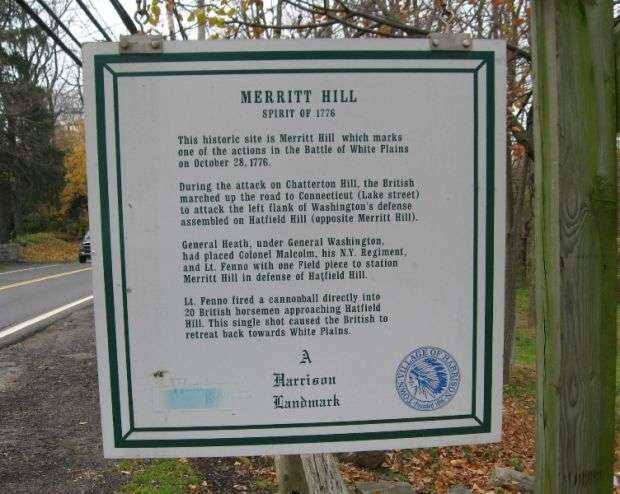 MERRITT HILL
SPIRIT OF 1776
This historic site is Merritt Hill which marks
one of the actions in the Battle of White Plains
on October 28, 1776.
During the attack on Chatterton Hill, the British
marched up the road to Connecticut (Lake street)
to attack the left flank of Washington's defense
assembled on Hatfield Hill (opposite Merritt Hill).
General Heath, under General Washington,
had placed Colonel Malcolm, his N.Y. Regiment,
and Lt. Fenno with one Field piece to station
Merritt Hill in defense of Hatfield Hill.
Lt. Fenno fired a cannonball directly into
20 British horsemen approaching Hatfield
Hill. This single shot caused the British to
retreat back towards White Plains.
A
Harrison
Landmark
TOWN VILLAGE OF HARRISON